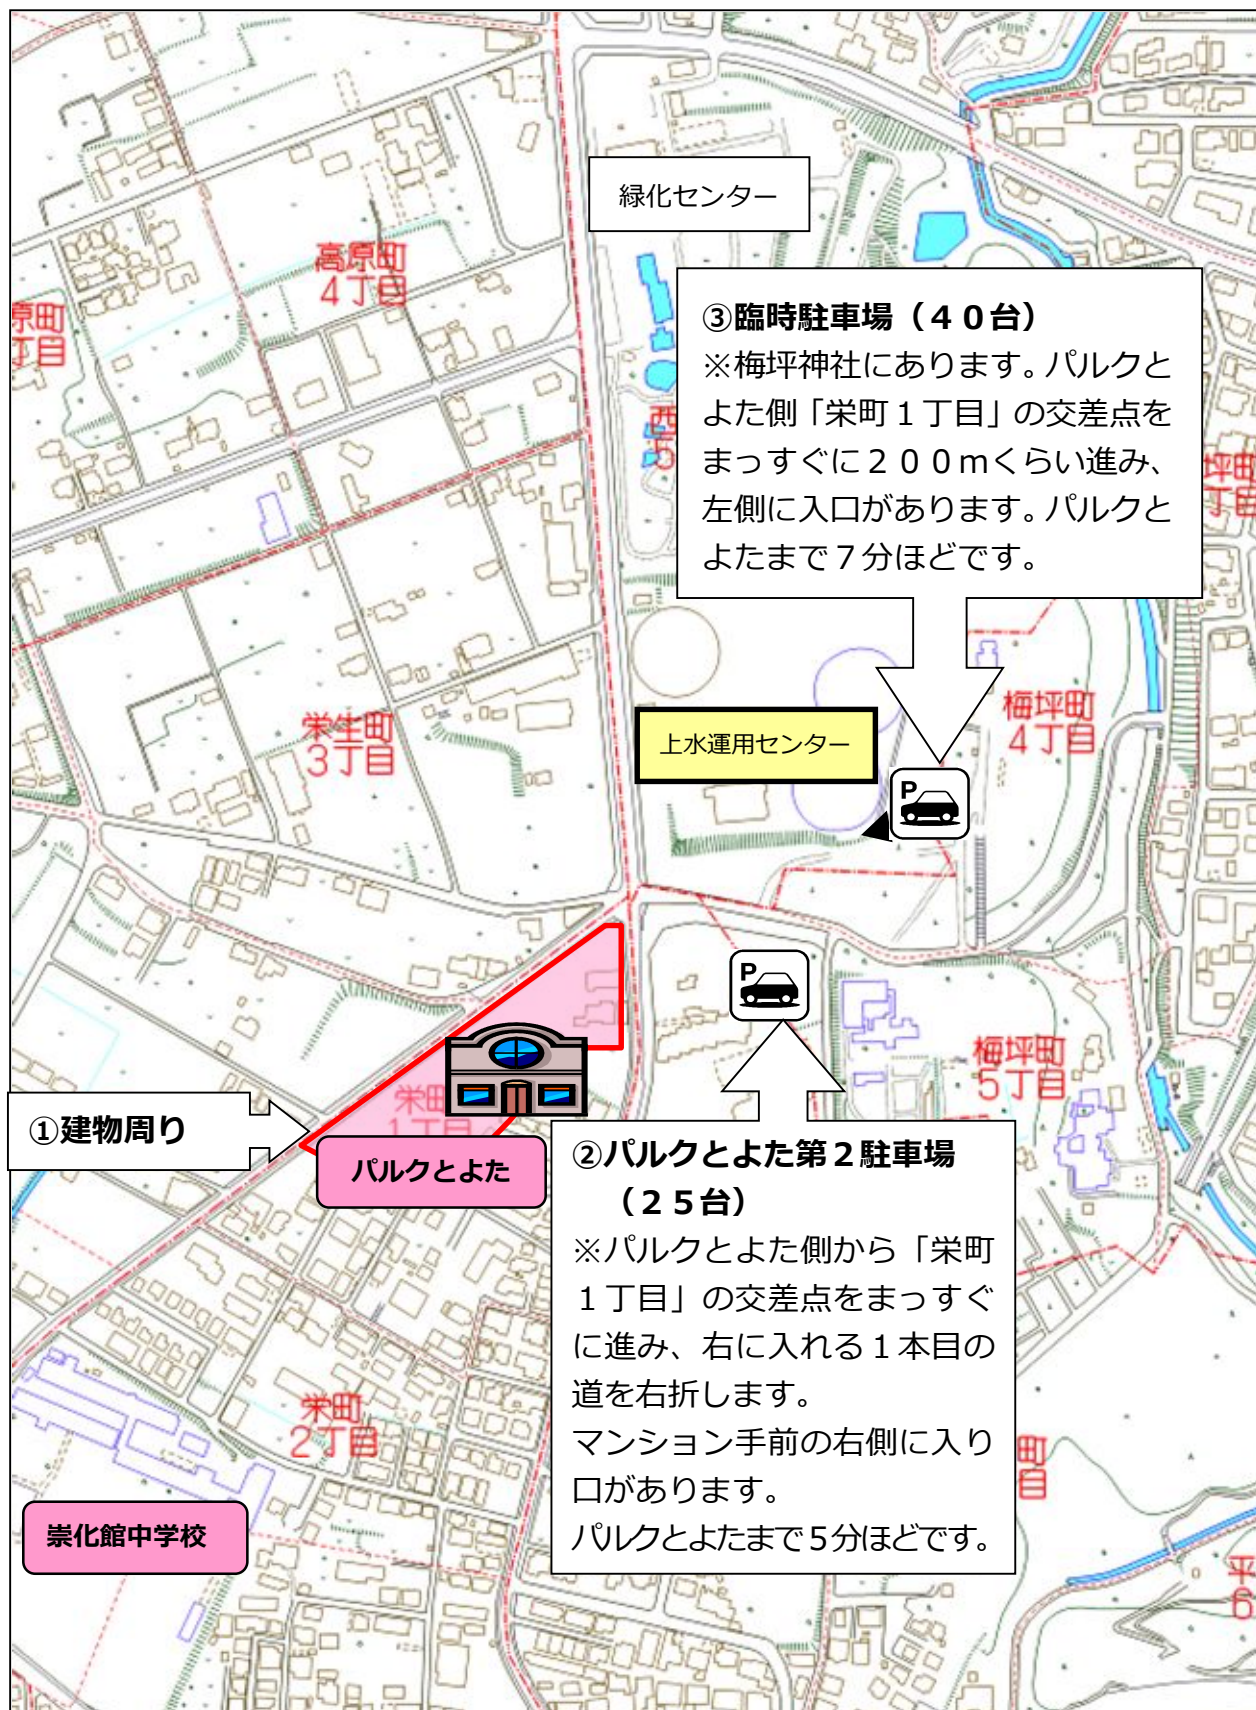 緑化センター
高原町
4丁目
原町
丁目
③臨時駐車場（４０台）
※梅坪神社にあります。パルクと
よた側「栄町１丁目」の交差点を
まっすぐに２００ｍくらい進み、
左側に入口があります。パルクと
よたまで７分ほどです。
西
5
坪町
丁目
栄生町
3丁目
上水運用センター
梅坪町
4丁目
P
P
梅坪町
5丁目
栄町
1丁目
①建物周り
パルクとよた
②パルクとよた第２駐車場
（２５台）
※パルクとよた側から「栄町
１丁目」の交差点をまっすぐ
に進み、右に入れる１本目の
道を右折します。
マンション手前の右側に入り
口があります。
パルクとよたまで５分ほどです。
栄町
2丁目
町
目
崇化館中学校
平
6